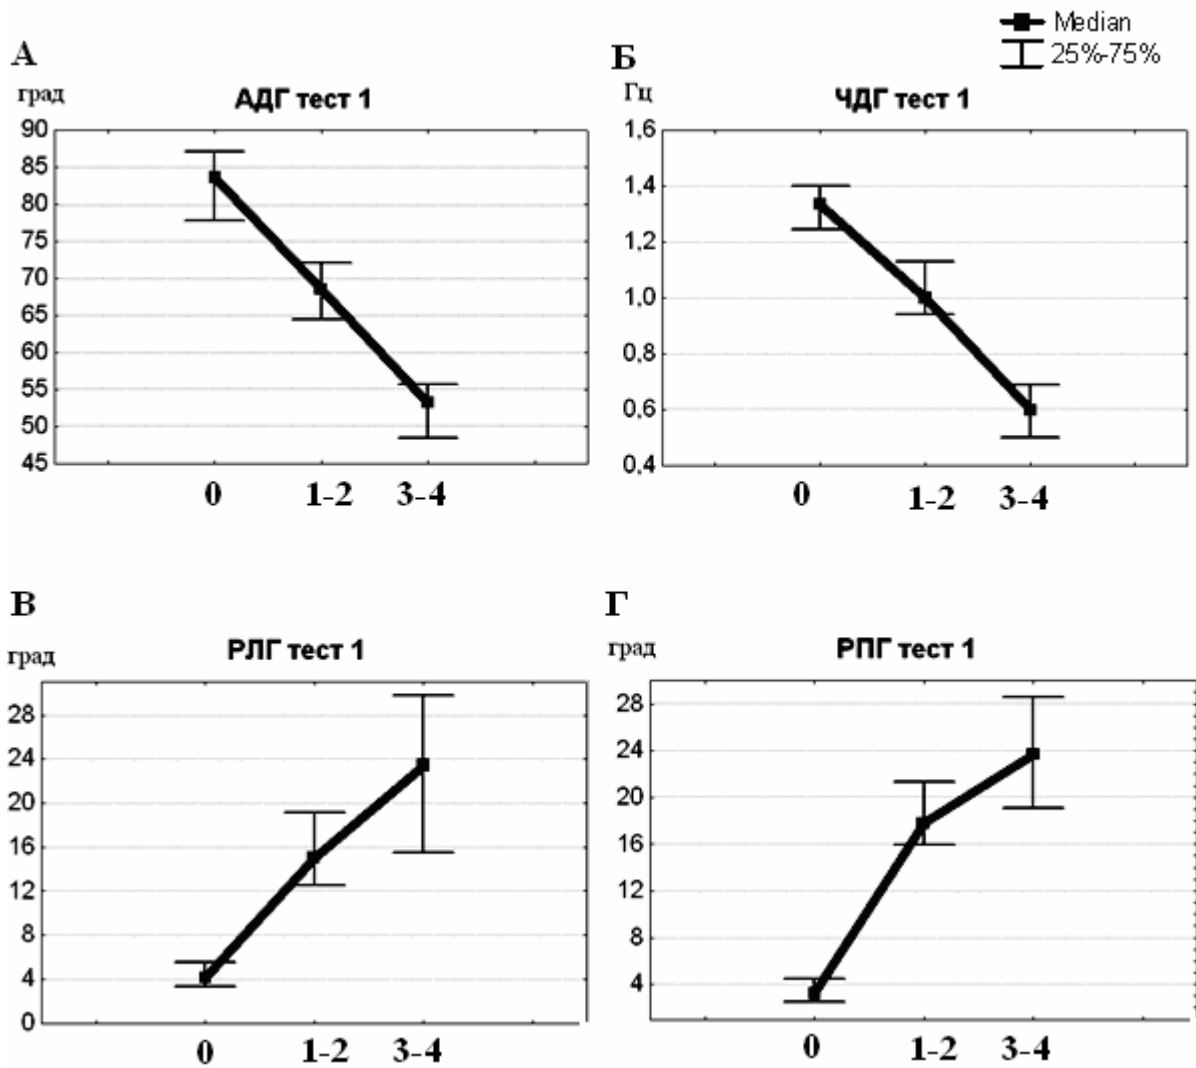 Median
25%-75%
А
град
АДГ тест 1
90
85
80
75
70
65
60
55
50
45
0 1-2 3-4
Б
Гц
ЧДГ тест 1
1,6
1,4
1,2
1,0
0,8
0,6
0,4
0 1-2 3-4
В
град
РЛГ тест 1
28
24
20
16
12
8
4
0
0 1-2 3-4
Г
град
РПГ тест 1
28
24
20
16
12
8
4
0 1-2 3-4